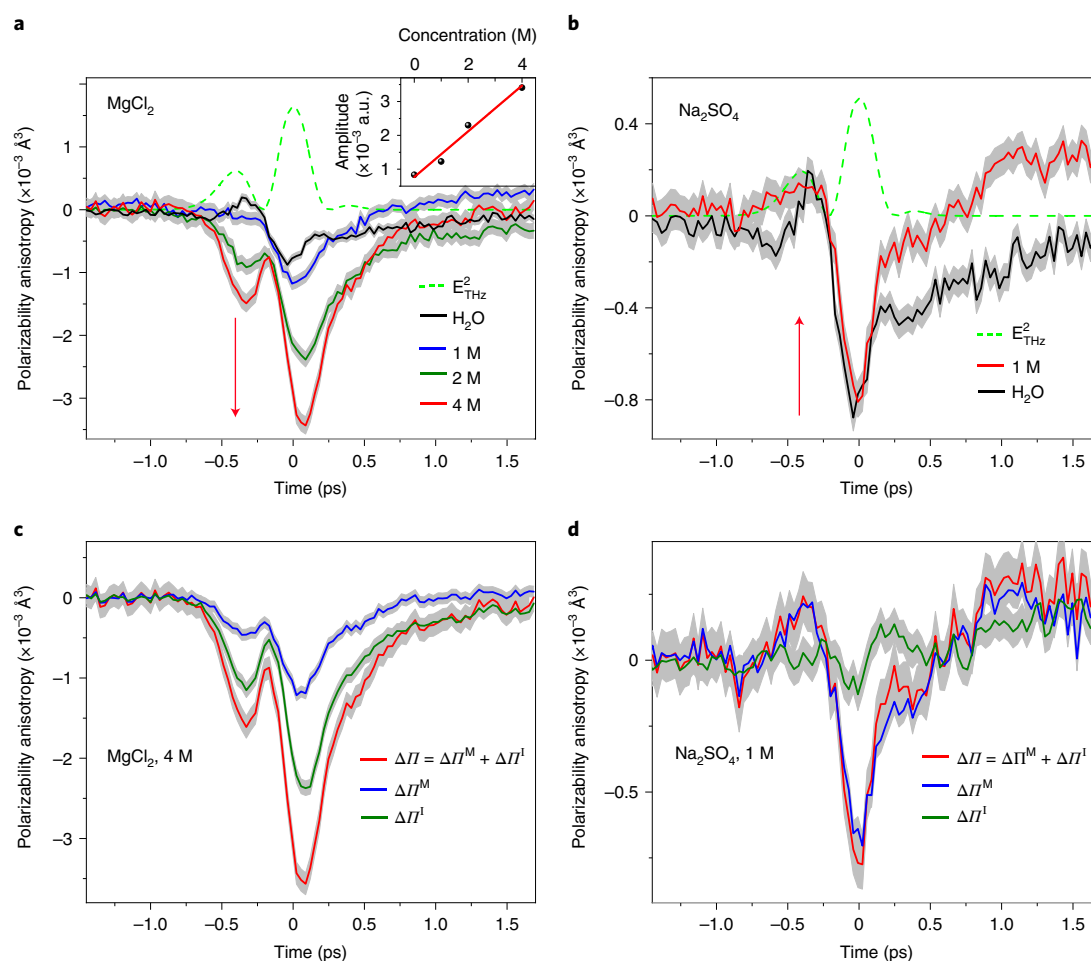 a
Concentration (M)
0 2 4
MgCl2
Amplitude
(×10−3 a.u.)
3
2
1
Polarizability anisotropy (×10−3 Å3)
1
0
−1
−2
−3
E2THz
H2O
1 M
2 M
4 M
−1.0 −0.5 0 0.5 1.0 1.5
Time (ps)
b
Na2SO4
Polarizability anisotropy (×10−3 Å3)
0.4
0
−0.4
−0.8
E2THz
1 M
H2O
−1.0 −0.5 0 0.5 1.0 1.5
Time (ps)
c
Polarizability anisotropy (×10−3 Å3)
0
−1
−2
−3
MgCl2, 4 M
ΔΠ = ΔΠM + ΔΠI
ΔΠM
ΔΠI
−1.0 −0.5 0 0.5 1.0 1.5
Time (ps)
d
Polarizability anisotropy (×10−3 Å3)
0
−0.5
Na2SO4, 1 M
ΔΠ = ΔΠM + ΔΠI
ΔΠM
ΔΠI
−1.0 −0.5 0 0.5 1.0 1.5
Time (ps)